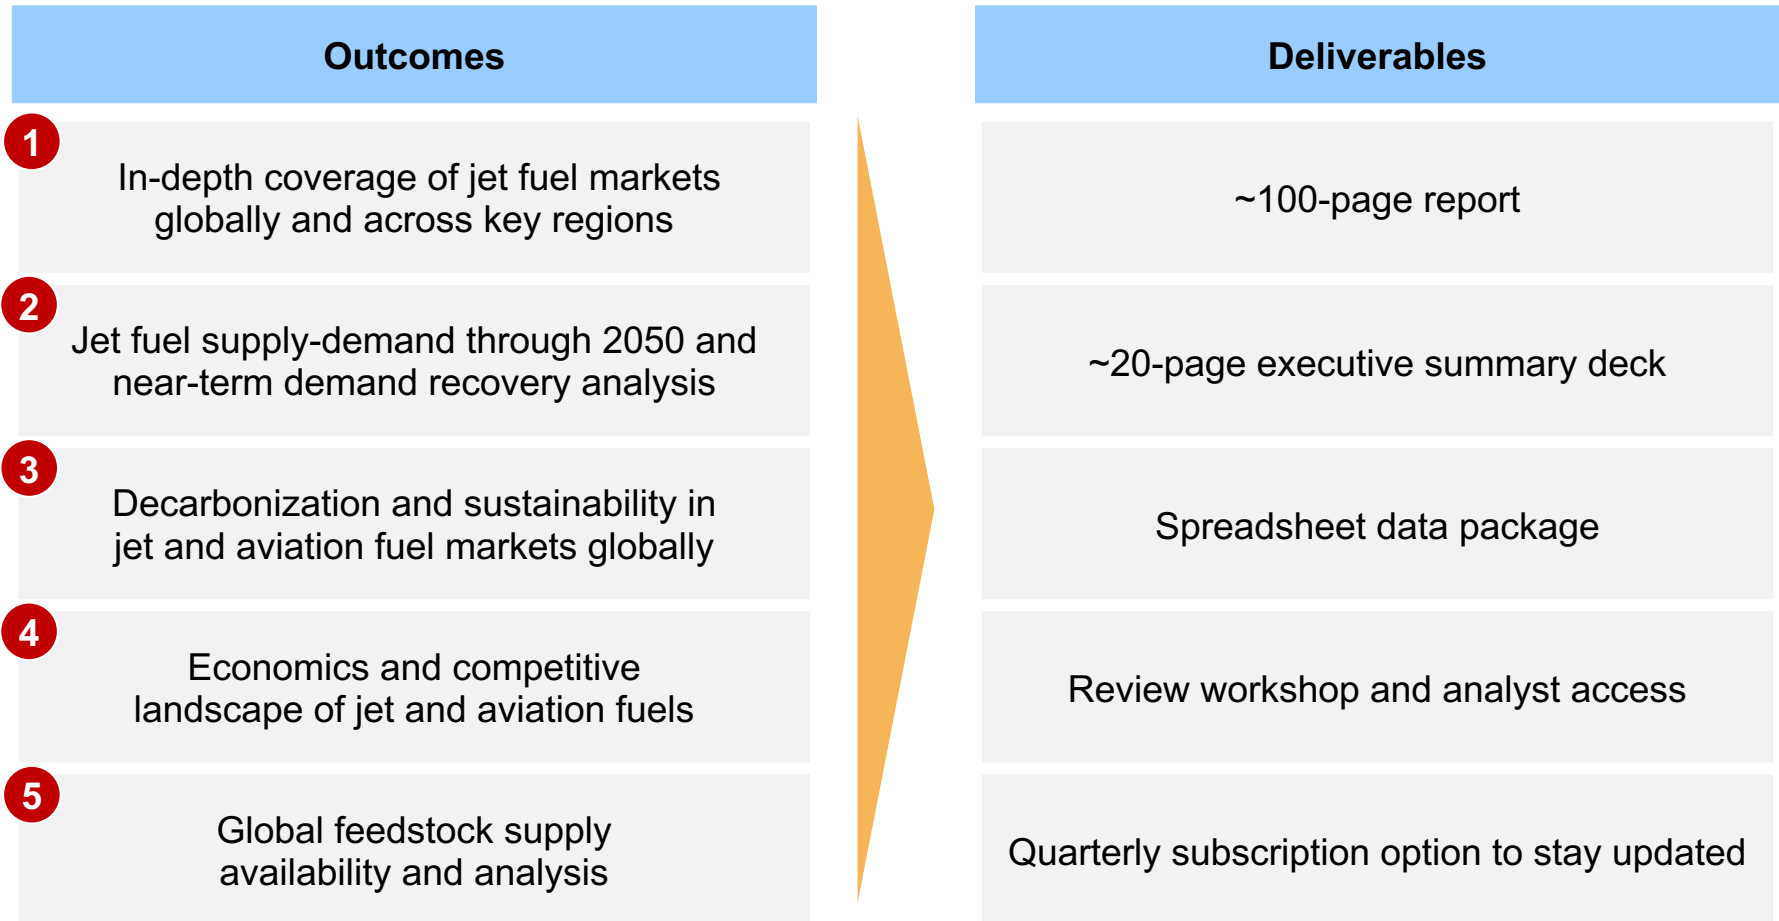 Outcomes
Deliverables
1
In-depth coverage of jet fuel markets
globally and across key regions
~100-page report
2
Jet fuel supply-demand through 2050 and
near-term demand recovery analysis
~20-page executive summary deck
3
Decarbonization and sustainability in
jet and aviation fuel markets globally
Spreadsheet data package
4
Economics and competitive
landscape of jet and aviation fuels
Review workshop and analyst access
5
Global feedstock supply
availability and analysis
Quarterly subscription option to stay updated